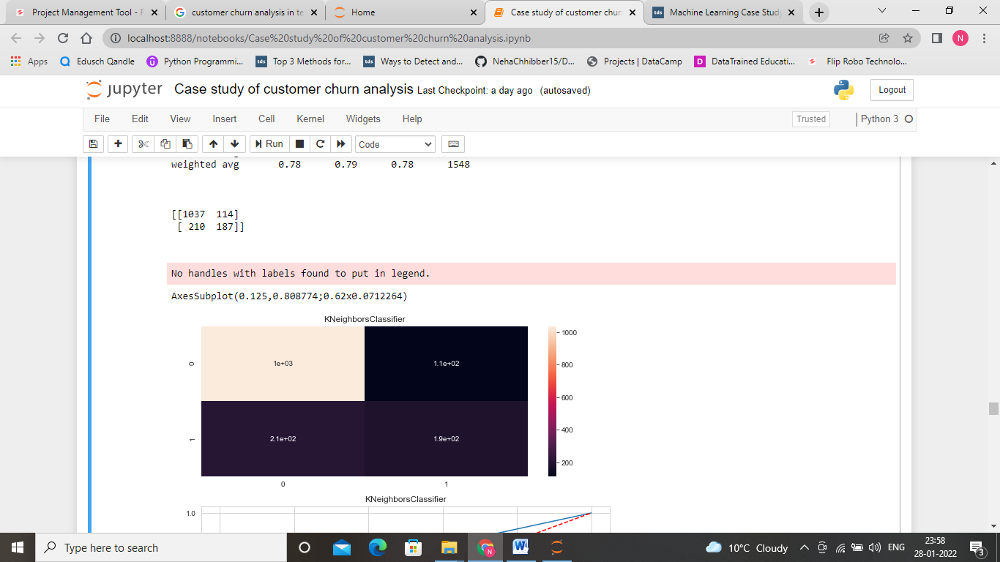 Project Management Tool - F
customer churn analysis in te
Home
Case study of customer churn
Machine Learning Case Study
localhost:8888/notebooks/Case%20study%20of%20customer%20churn%20analysis.ipynb
N
Apps
Edusch Qandle
Python Programmi...
tds Top 3 Methods for...
tds Ways to Detect and...
NehaChhibber15/D...
Projects | DataCamp
D DataTrained Educati...
Flip Robo Technolo...
jupyter Case study of customer churn analysis Last Checkpoint: a day ago (autosaved)
Logout
File Edit View Insert Cell Kernel Widgets Help
Trusted
Python 3
Run
Code
weighted avg 0.78 0.79 0.78 1548
[[1037 114]
[ 210 187]]
No handles with labels found to put in legend.
AxesSubplot(0.125,0.808774;0.62x0.0712264)
KNeighborsClassifier
0
1e+03
1.1e+02
1
2.1e+02
1.9e+02
0
1
1000
800
600
400
200
KNeighborsClassifier
1.0
Type here to search
W
N
10°C Cloudy
ENG
23:58
28-01-2022
3